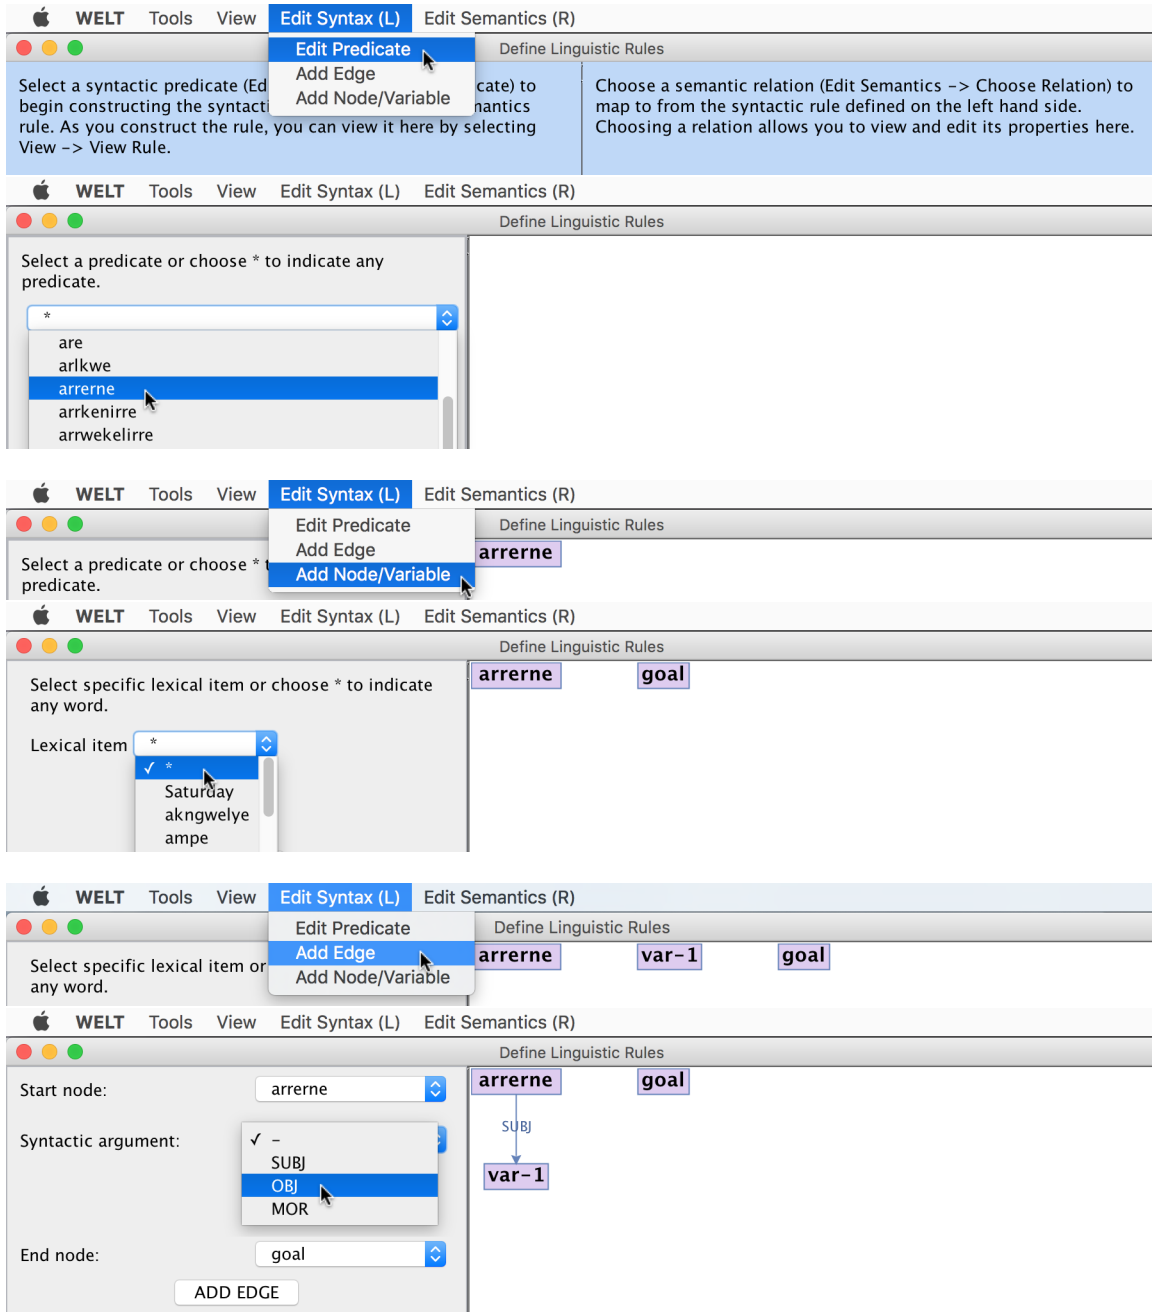 WELT Tools View Edit Syntax (L) Edit Semantics (R)
Define Linguistic Rules
Edit Predicate
Add Edge
Add Node/Variable
Select a syntactic predicate (Ed cate) to
begin constructing the syntacti mantics
rule. As you construct the rule, you can view it here by selecting
View -> View Rule.
Choose a semantic relation (Edit Semantics -> Choose Relation) to
map to from the syntactic rule defined on the left hand side.
Choosing a relation allows you to view and edit its properties here.
WELT Tools View Edit Syntax (L) Edit Semantics (R)
Define Linguistic Rules
Select a predicate or choose * to indicate any
predicate.
*
are
arlkwe
arrerne
arrkenirre
arrwekelirre
WELT Tools View Edit Syntax (L) Edit Semantics (R)
Define Linguistic Rules
Edit Predicate
Add Edge
Add Node/Variable
Select a predicate or choose * t
predicate.
arrerne
WELT Tools View Edit Syntax (L) Edit Semantics (R)
Define Linguistic Rules
Select specific lexical item or choose * to indicate
any word.
Lexical item *
✓ *
Saturday
akngwelye
ampe
arrerne goal
WELT Tools View Edit Syntax (L) Edit Semantics (R)
Define Linguistic Rules
Edit Predicate
Add Edge
Add Node/Variable
Select specific lexical item or
any word.
arrerne var-1 goal
WELT Tools View Edit Syntax (L) Edit Semantics (R)
Define Linguistic Rules
Start node: arrerne
Syntactic argument: ✓ -
SUBJ
OBJ
MOR
End node: goal
ADD EDGE
arrerne goal
SUBJ
var-1